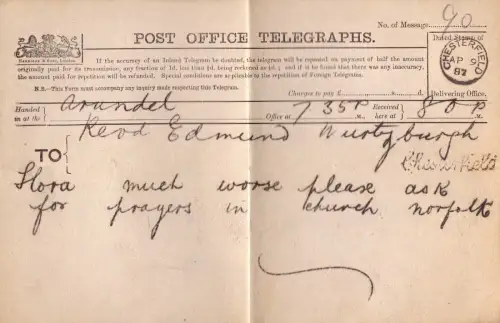 No. of Message 90
POST OFFICE TELEGRAPHS.
Dated Stamp of
If the accuracy of an Inland Telegram be doubted, the telegram will be repeated on payment of half the amount
originally paid for its transmission, any fraction of 1d. less than ½d. being reckoned as ½d.; and if it be found that there was any inaccuracy,
the amount paid for repetition will be refunded. Special conditions are applicable to the repetition of Foreign Telegrams.
N.B.—This Form must accompany any inquiry made respecting this Telegram.
CHESTERFIELD
AP 9
87
Charges to pay £ s. d.
Delivering Office.
Handed in at the Arundel Office at 7 35 P M. Received here at 8 0 P M.
TO Revd Edmund
Chesterfield
Flora much worse please ask
for prayers in church norfolk